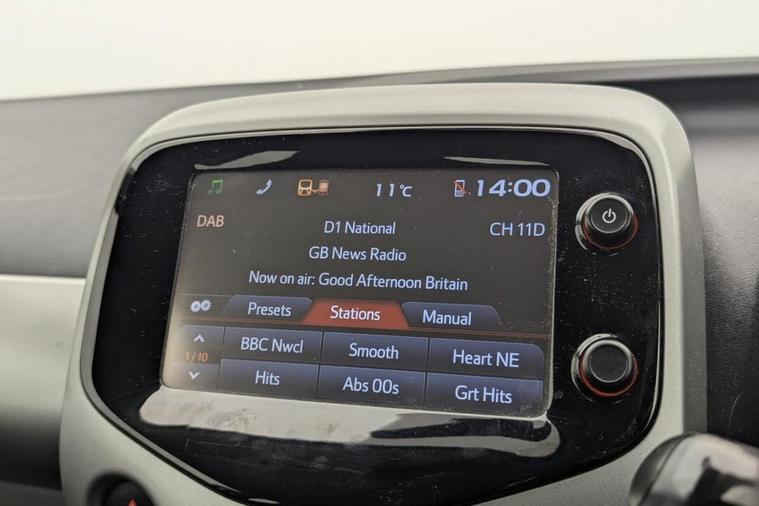 11°C 14:00
DAB D1 National CH 11D
GB News Radio
Now on air: Good Afternoon Britain
Presets Stations Manual
1/10
BBC Nwcl Smooth Heart NE
Hits Abs 00s Grt Hits